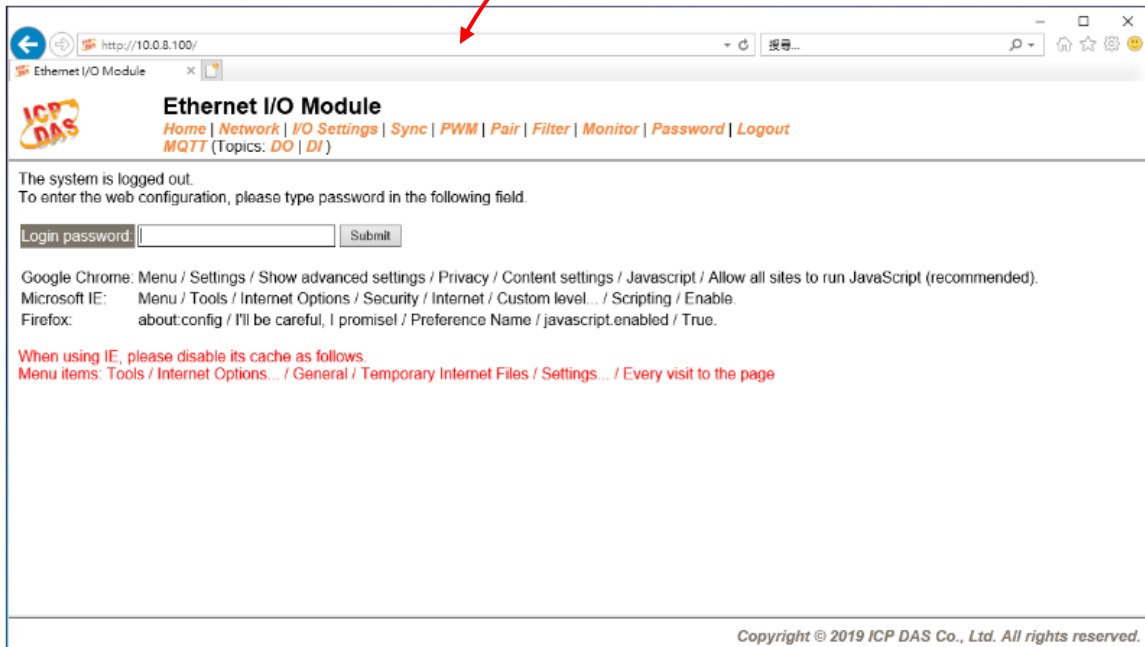 http://10.0.8.100/
搜尋...
Ethernet I/O Module
ICP DAS
Ethernet I/O Module
Home | Network | I/O Settings | Sync | PWM | Pair | Filter | Monitor | Password | Logout
MQTT (Topics: DO | DI )
The system is logged out.
To enter the web configuration, please type password in the following field.
Login password: Submit
Google Chrome: Menu / Settings / Show advanced settings / Privacy / Content settings / Javascript / Allow all sites to run JavaScript (recommended).
Microsoft IE: Menu / Tools / Internet Options / Security / Internet / Custom level... / Scripting / Enable.
Firefox: about:config / I'll be careful, I promise! / Preference Name / javascript.enabled / True.
When using IE, please disable its cache as follows.
Menu items: Tools / Internet Options... / General / Temporary Internet Files / Settings... / Every visit to the page
Copyright © 2019 ICP DAS Co., Ltd. All rights reserved.